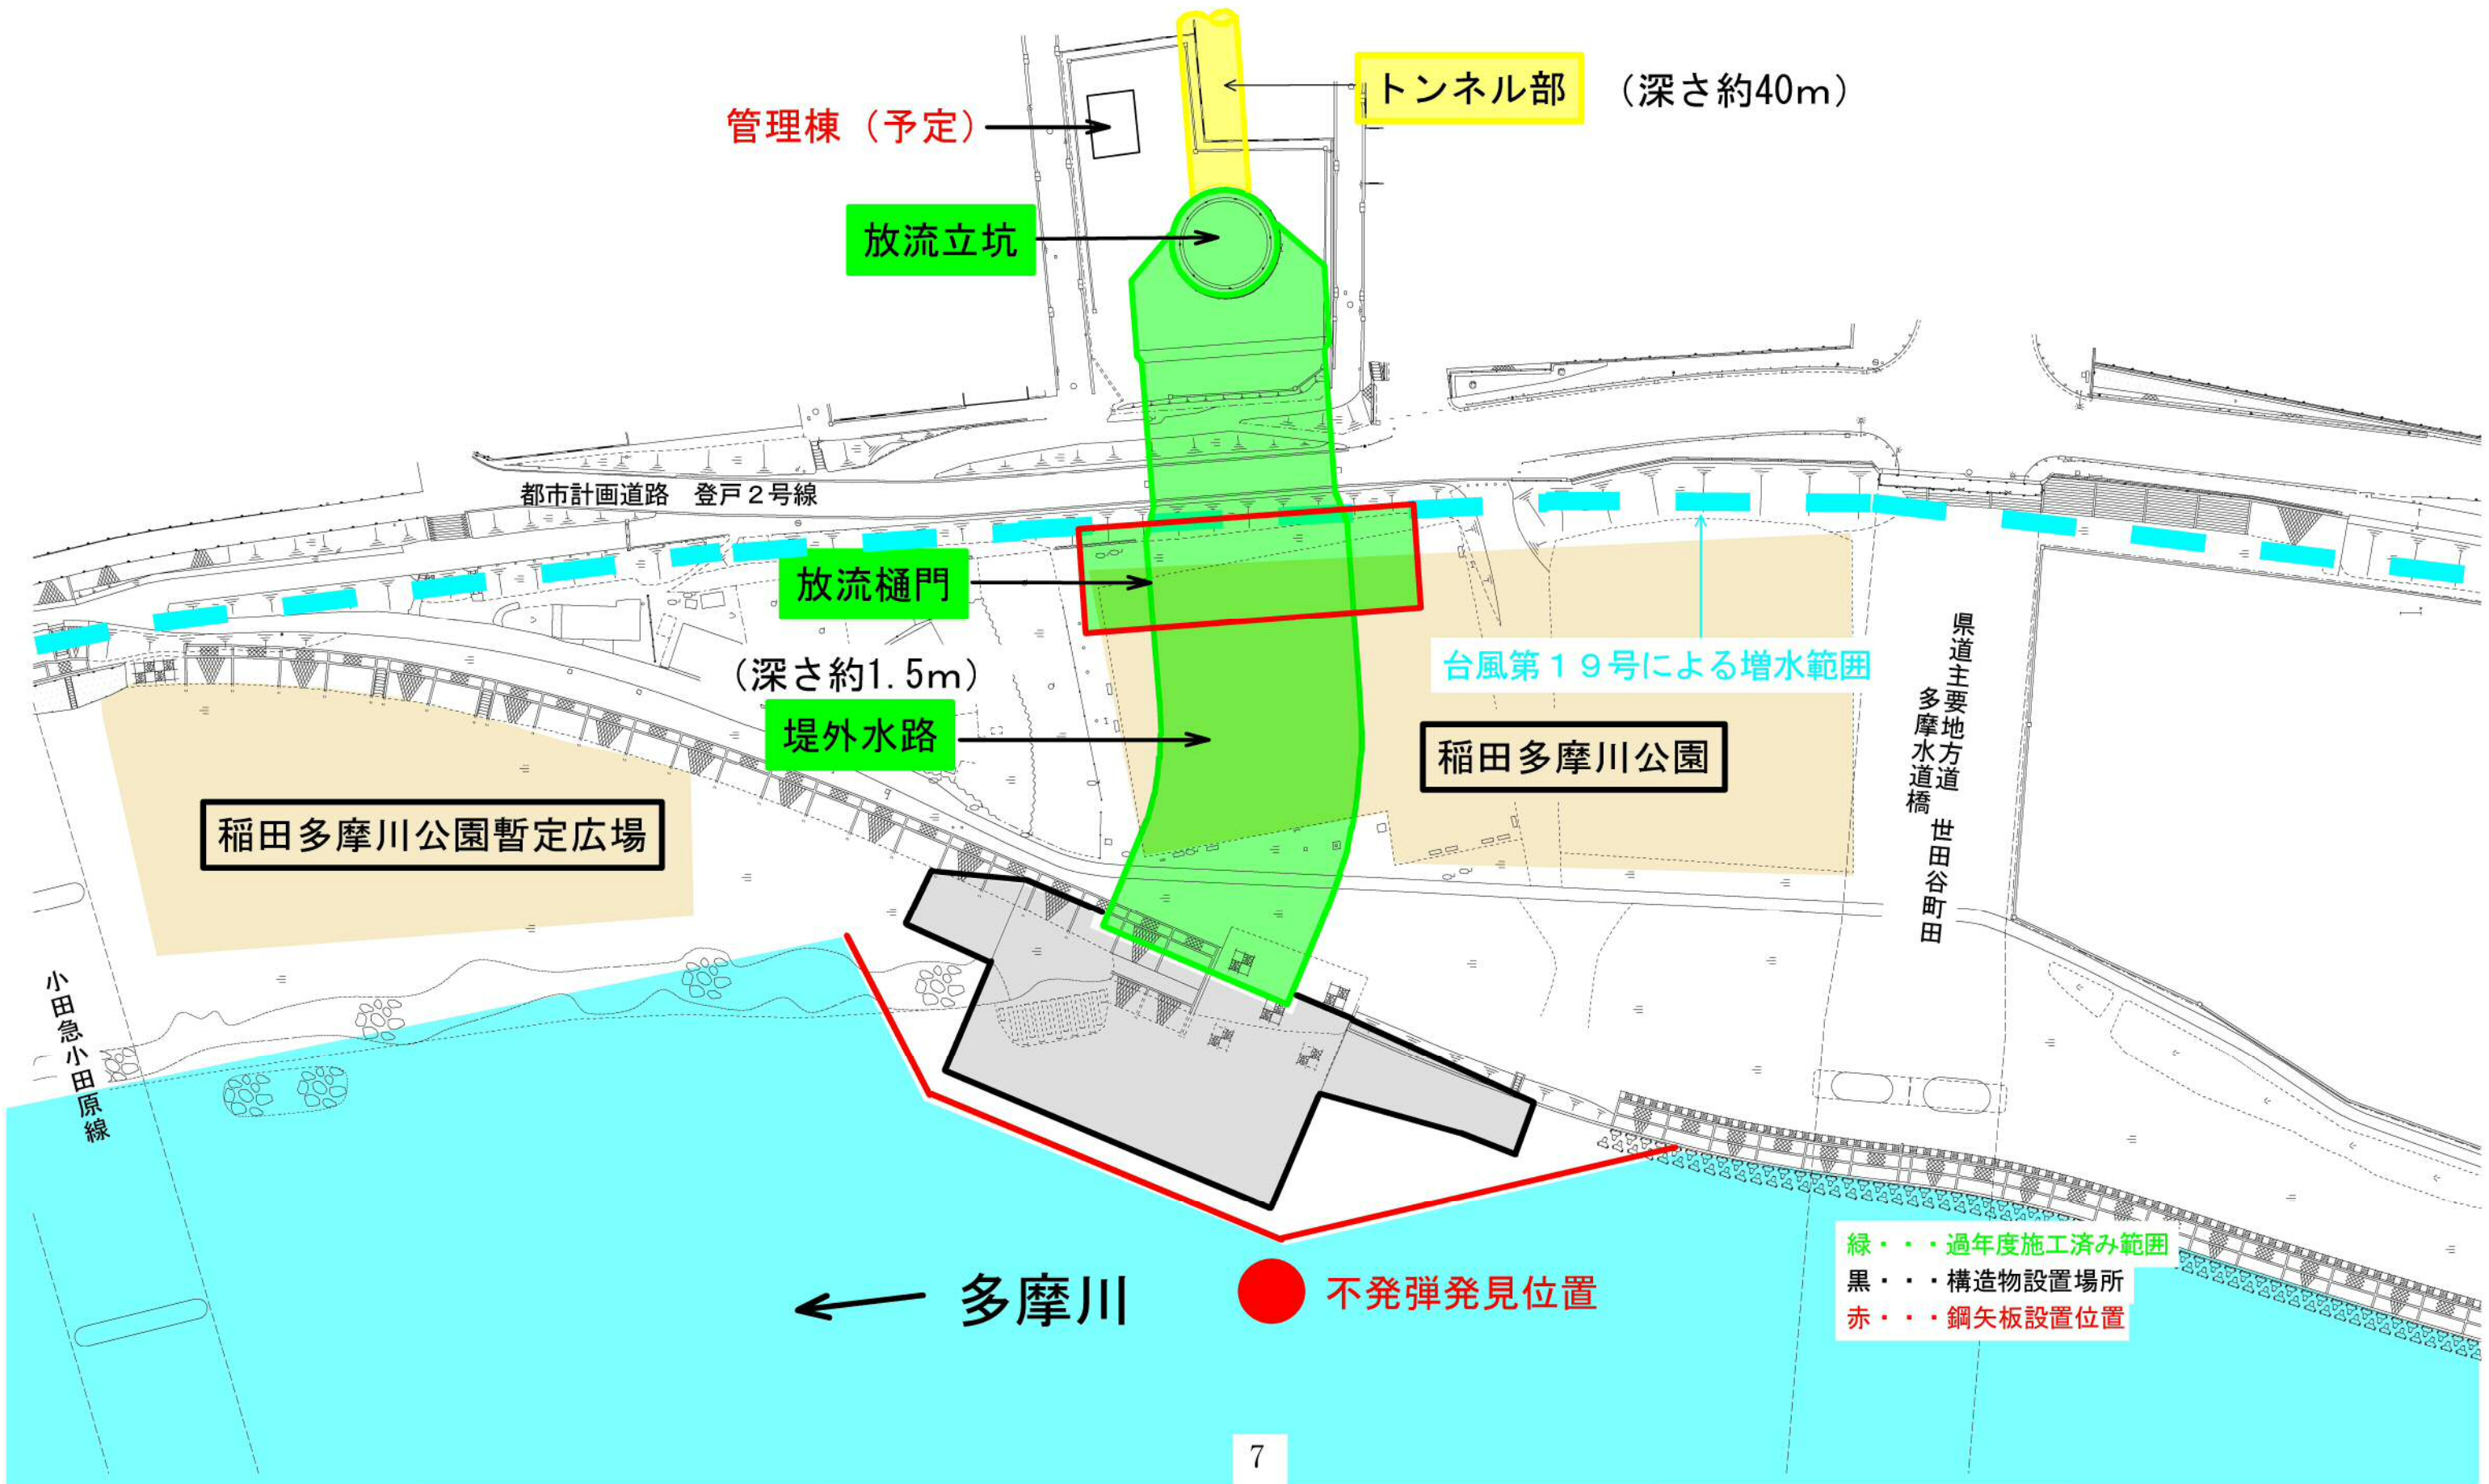 トンネル部 （深さ約40m）
管理棟（予定）
放流立坑
都市計画道路　登戸２号線
放流樋門
（深さ約1.5m）
堤外水路
台風第１９号による増水範囲
稲田多摩川公園
稲田多摩川公園暫定広場
県道主要地方道　世田谷町田
多摩水道橋
小田急小田原線
多摩川
不発弾発見位置
緑・・・過年度施工済み範囲
黒・・・構造物設置場所
赤・・・鋼矢板設置位置
7